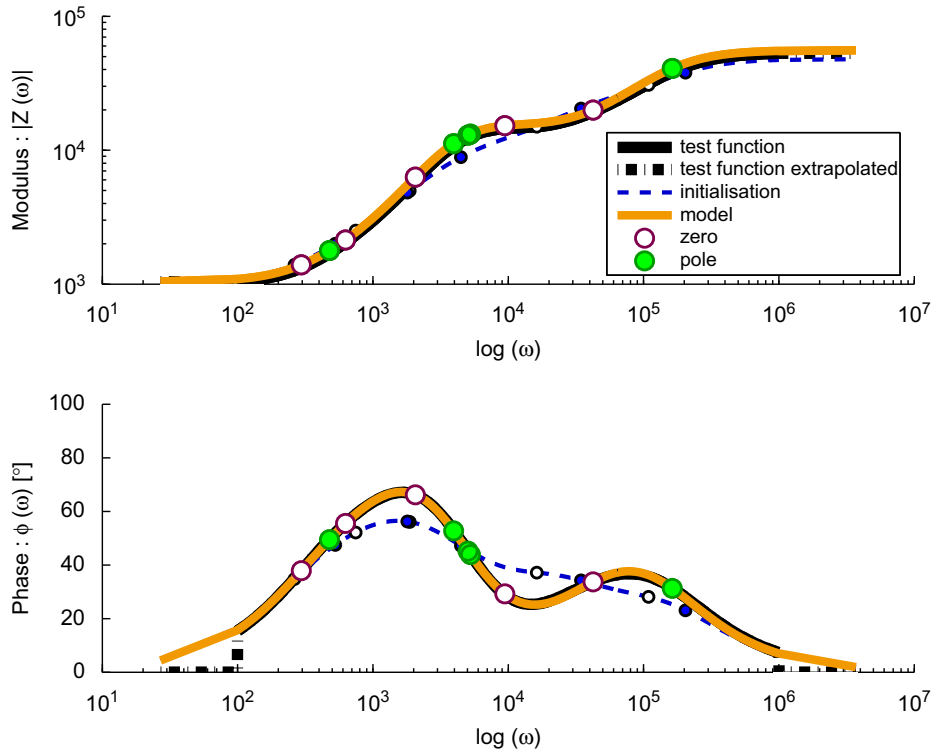 10^5
10^4
10^3
Modulus : |Z (ω)|
test function
test function extrapolated
initialisation
model
zero
pole
10^1 10^2 10^3 10^4 10^5 10^6 10^7
log (ω)
100
80
60
40
20
0
Phase : ϕ (ω) [°]
10^1 10^2 10^3 10^4 10^5 10^6 10^7
log (ω)